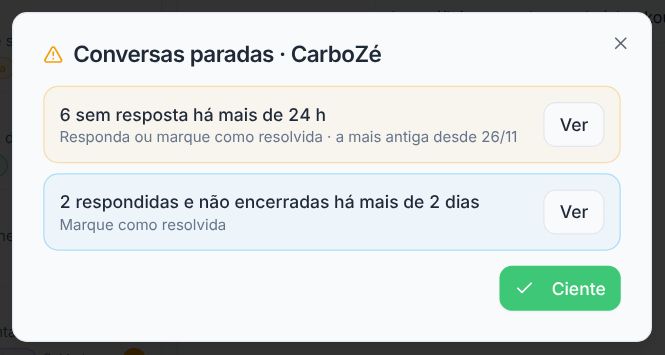 Conversas paradas · CarboZé
6 sem resposta há mais de 24 h
Responda ou marque como resolvida · a mais antiga desde 26/11
Ver
2 respondidas e não encerradas há mais de 2 dias
Marque como resolvida
Ver
Ciente